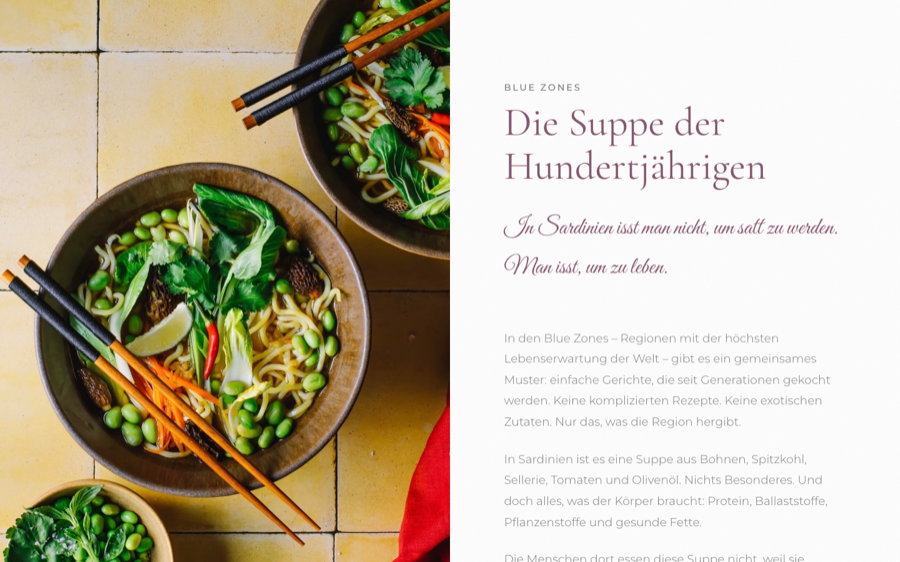 BLUE ZONES
Die Suppe der
Hundertjährigen
In Sardinien isst man nicht, um satt zu werden.
Man isst, um zu leben.
In den Blue Zones – Regionen mit der höchsten
Lebenserwartung der Welt – gibt es ein gemeinsames
Muster: einfache Gerichte, die seit Generationen gekocht
werden. Keine komplizierten Rezepte. Keine exotischen
Zutaten. Nur das, was die Region hergibt.
In Sardinien ist es eine Suppe aus Bohnen, Spitzkohl,
Sellerie, Tomaten und Olivenöl. Nichts Besonderes. Und
doch alles, was der Körper braucht: Protein, Ballaststoffe,
Pflanzenstoffe und gesunde Fette.
Die Menschen dort essen diese Suppe nicht, weil sie